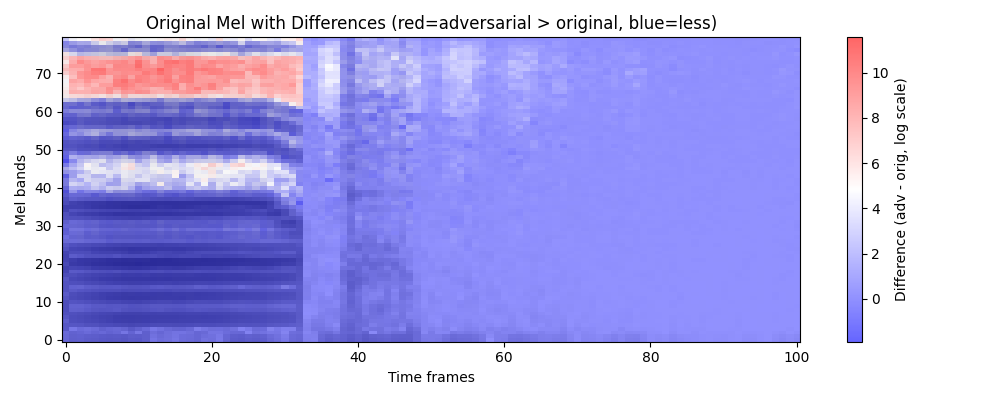 Original Mel with Differences (red=adversarial > original, blue=less)
Mel bands
70
60
50
40
30
20
10
0
0 20 40 60 80 100
Time frames
10
8
6
4
2
0
Difference (adv - orig, log scale)